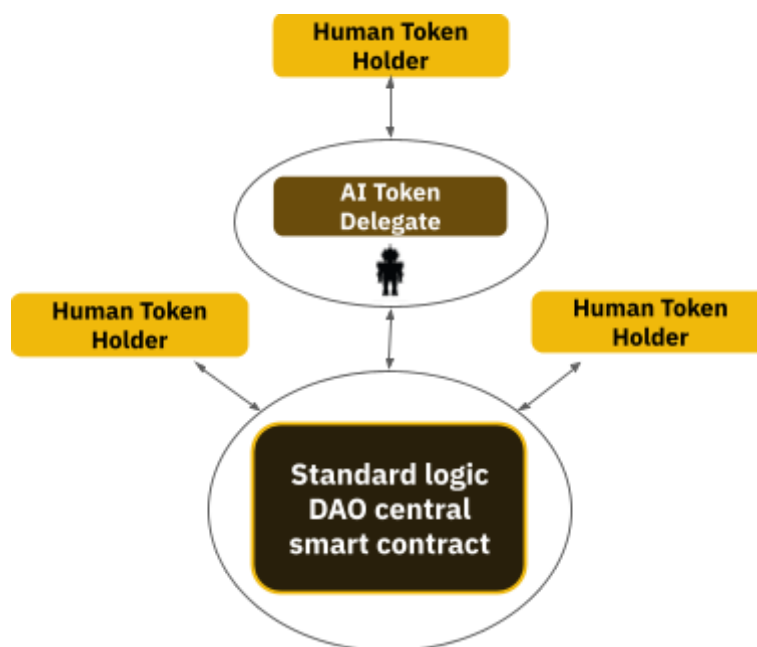 Human Token
Holder
AI Token
Delegate
Human Token
Holder
Human Token
Holder
Standard logic
DAO central
smart contract